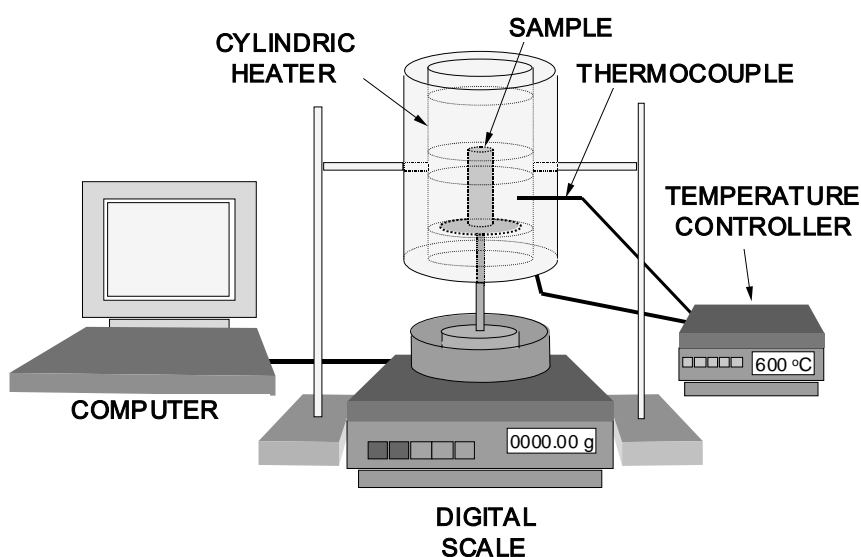 SAMPLE
CYLINDRIC
HEATER
THERMOCOUPLE
TEMPERATURE
CONTROLLER
600 °C
COMPUTER
0000.00 g
DIGITAL
SCALE